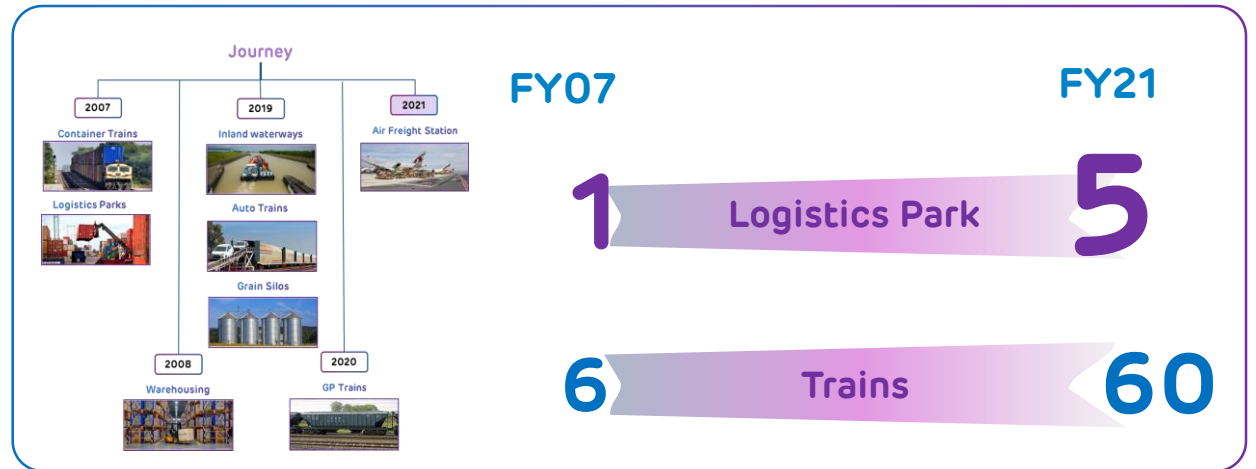 Journey
2007
Container Trains
Logistics Parks
2008
Warehousing
2019
Inland waterways
Auto Trains
Grain Silos
2020
GP Trains
2021
Air Freight Station
FY07
FY21
1
Logistics Park
5
6
Trains
60